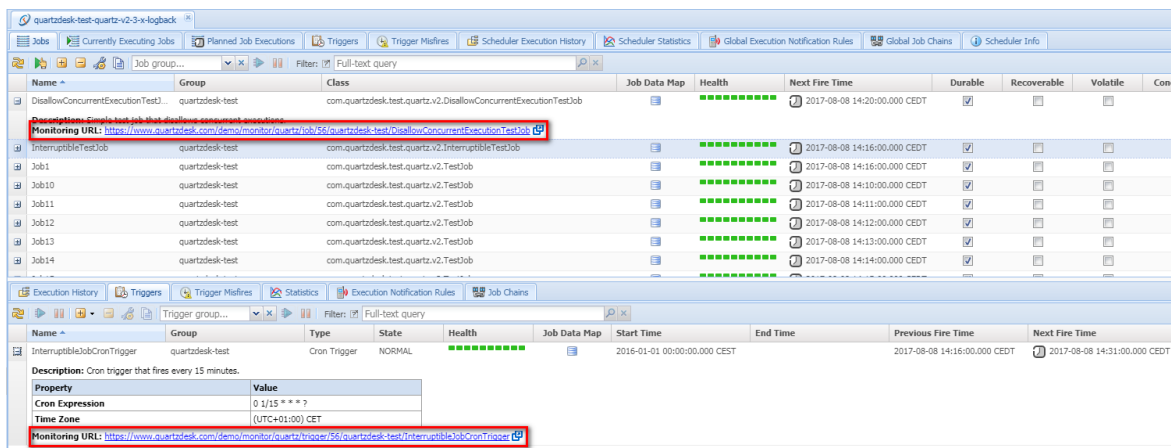 quartzdesk-test-quartz-v2-3-x-logback
Jobs Currently Executing Jobs Planned Job Executions Triggers Trigger Misfires Scheduler Execution History Scheduler Statistics Global Execution Notification Rules Global Job Chains Scheduler Info
Job group... Filter: Full-text query
Name Group Class Job Data Map Health Next Fire Time Durable Recoverable Volatile
DisallowConcurrentExecutionTestJ... quartzdesk-test com.quartzdesk.test.quartz.v2.DisallowConcurrentExecutionTestJob 2017-08-08 14:20:00.000 CEDT
Description: Simple test job that disallows concurrent executions.
Monitoring URL: https://www.quartzdesk.com/demo/monitor/quartz/job/56/quartzdesk-test/DisallowConcurrentExecutionTestJob
InterruptibleTestJob quartzdesk-test com.quartzdesk.test.quartz.v2.InterruptibleTestJob 2017-08-08 14:16:00.000 CEDT
Job1 quartzdesk-test com.quartzdesk.test.quartz.v2.TestJob 2017-08-08 14:16:00.000 CEDT
Job10 quartzdesk-test com.quartzdesk.test.quartz.v2.TestJob 2017-08-08 14:10:00.000 CEDT
Job11 quartzdesk-test com.quartzdesk.test.quartz.v2.TestJob 2017-08-08 14:11:00.000 CEDT
Job12 quartzdesk-test com.quartzdesk.test.quartz.v2.TestJob 2017-08-08 14:12:00.000 CEDT
Job13 quartzdesk-test com.quartzdesk.test.quartz.v2.TestJob 2017-08-08 14:13:00.000 CEDT
Job14 quartzdesk-test com.quartzdesk.test.quartz.v2.TestJob 2017-08-08 14:14:00.000 CEDT
Execution History Triggers Trigger Misfires Statistics Execution Notification Rules Job Chains
Trigger group... Filter: Full-text query
Name Group Type State Health Job Data Map Start Time End Time Previous Fire Time Next Fire Time
InterruptibleJobCronTrigger quartzdesk-test Cron Trigger NORMAL 2016-01-01 00:00:00.000 CEST 2017-08-08 14:16:00.000 CEDT 2017-08-08 14:31:00.000 CEDT
Description: Cron trigger that fires every 15 minutes.
Property Value
Cron Expression 0 1/15 * * * ?
Time Zone (UTC+01:00) CET
Monitoring URL: https://www.quartzdesk.com/demo/monitor/quartz/trigger/56/quartzdesk-test/InterruptibleJobCronTrigger